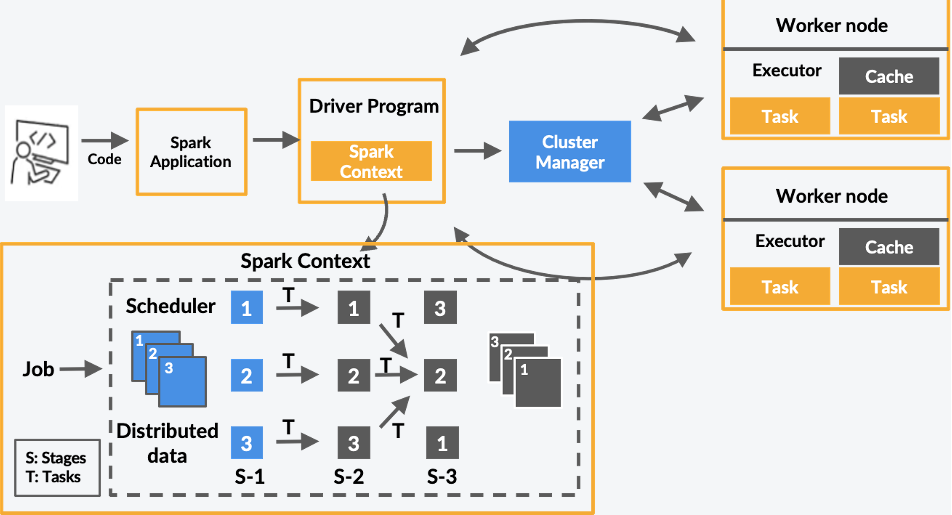 Worker node
Executor
Cache
Task
Task
</>
Code
Spark
Application
Driver Program
Spark
Context
Cluster
Manager
Worker node
Executor
Cache
Task
Task
Spark Context
Scheduler
1
2
3
Distributed
data
Job
1
T
1
3
T
2
T
2
T
2
3
T
3
T
1
S-1
S-2
S-3
3
2
1
S: Stages
T: Tasks